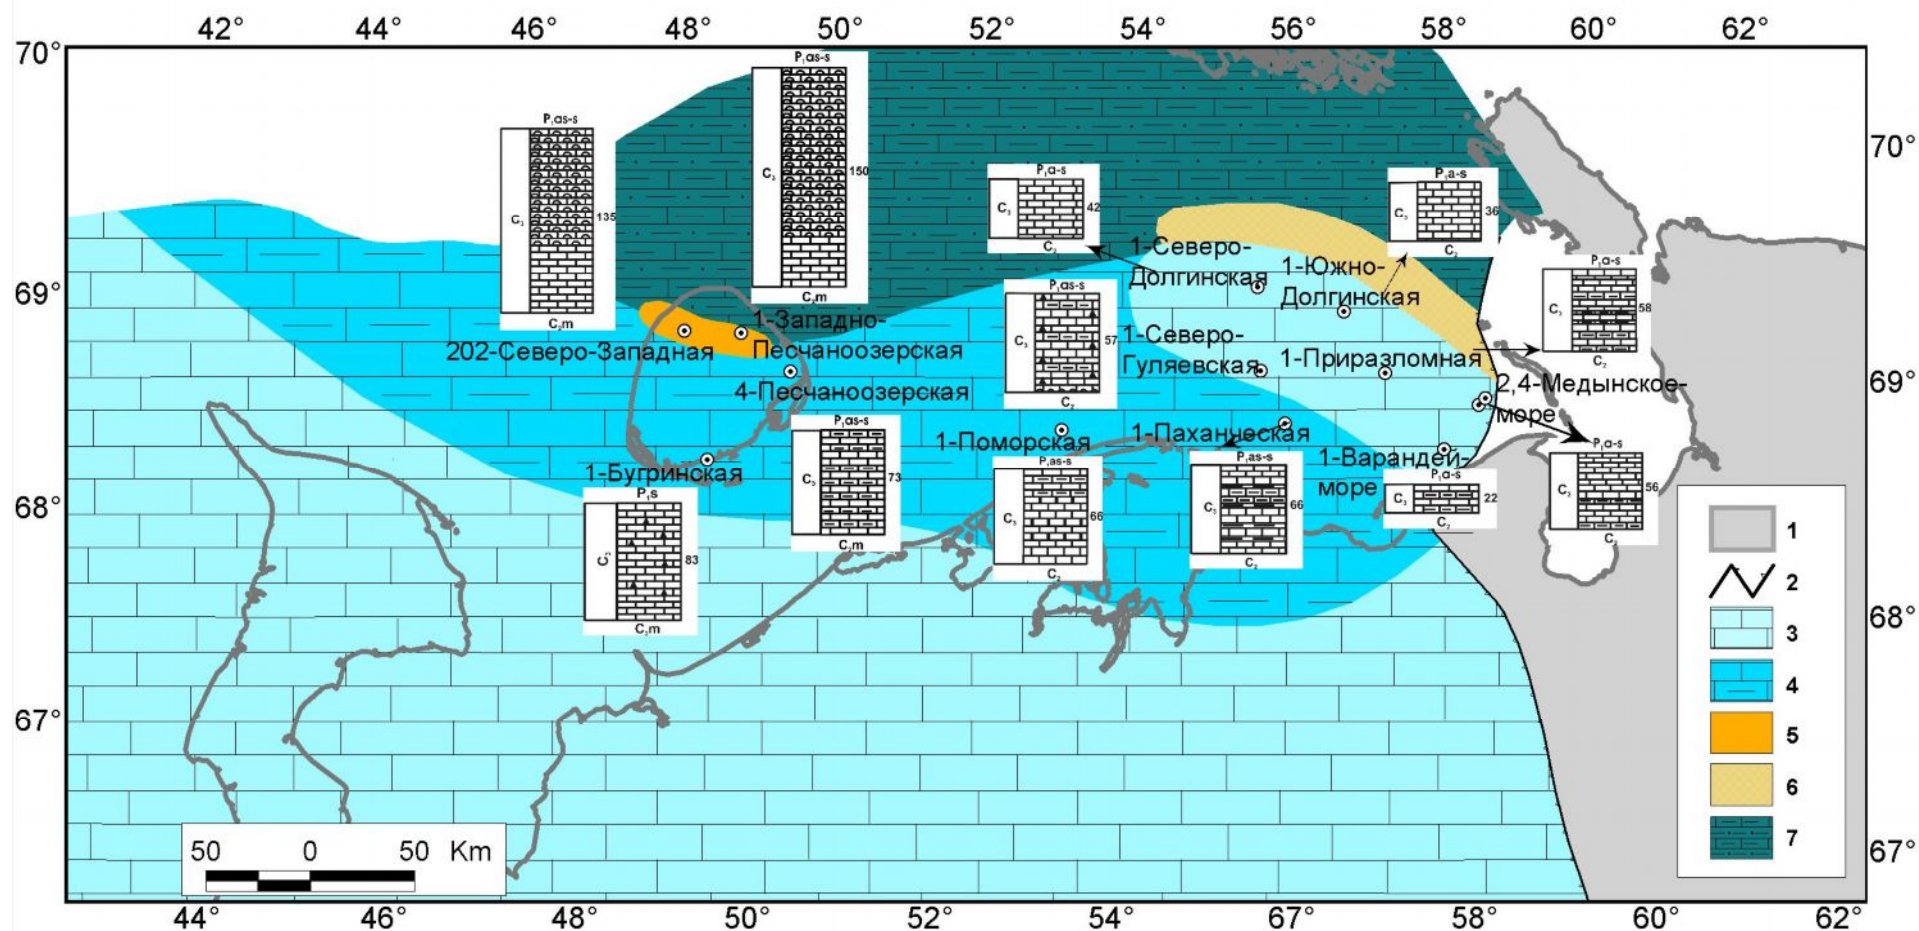 42° 44° 46° 48° 50° 52° 54° 56° 58° 60° 62°
70°
70°
69°
69°
68°
68°
67°
67°
P₁as-s
C₃
135
C₂m
P₁as-s
C₃
150
C₂m
P₁a-s
C₃
42
C₂
P₁a-s
C₃
36
C₂
1-Северо-
Долгинская
1-Южно-
Долгинская
P₁a-s
C₃
58
C₂
P₁as-s
C₃
57
C₂
1-Западно-
Песчаноозерская
202-Северо-Западная
4-Песчаноозерская
1-Северо-
Гуляевская
1-Приразломная
2,4-Медынское-
море
1-Бугринская
1-Поморская
1-Паханческая
1-Варандей-
море
P₁s
C₃
83
C₂m
P₁as-s
C₃
73
C₂m
P₁as-s
C₃
66
C₂
P₁as-s
C₃
66
C₂
P₁a-s
C₃
22
C₂
P₁a-s
C₃
56
C₂
1
2
3
4
5
6
7
50 0 50 Km
44° 46° 48° 50° 52° 54° 67° 58° 60° 62°